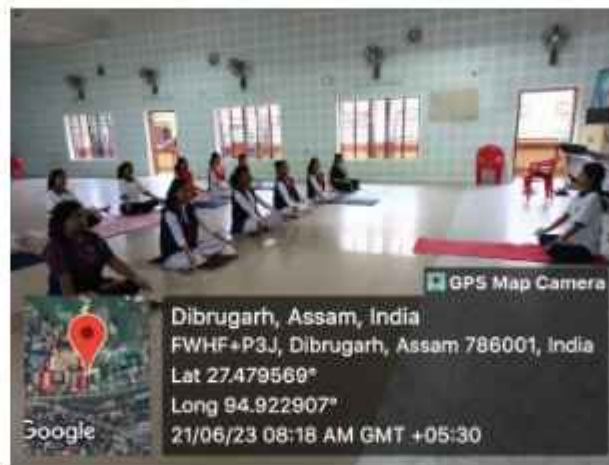 GPS Map Camera
Dibrugarh, Assam, India
FWHF+P3J, Dibrugarh, Assam 786001, India
Lat 27.479569°
Long 94.922907°
21/06/23 08:18 AM GMT +05:30
Google